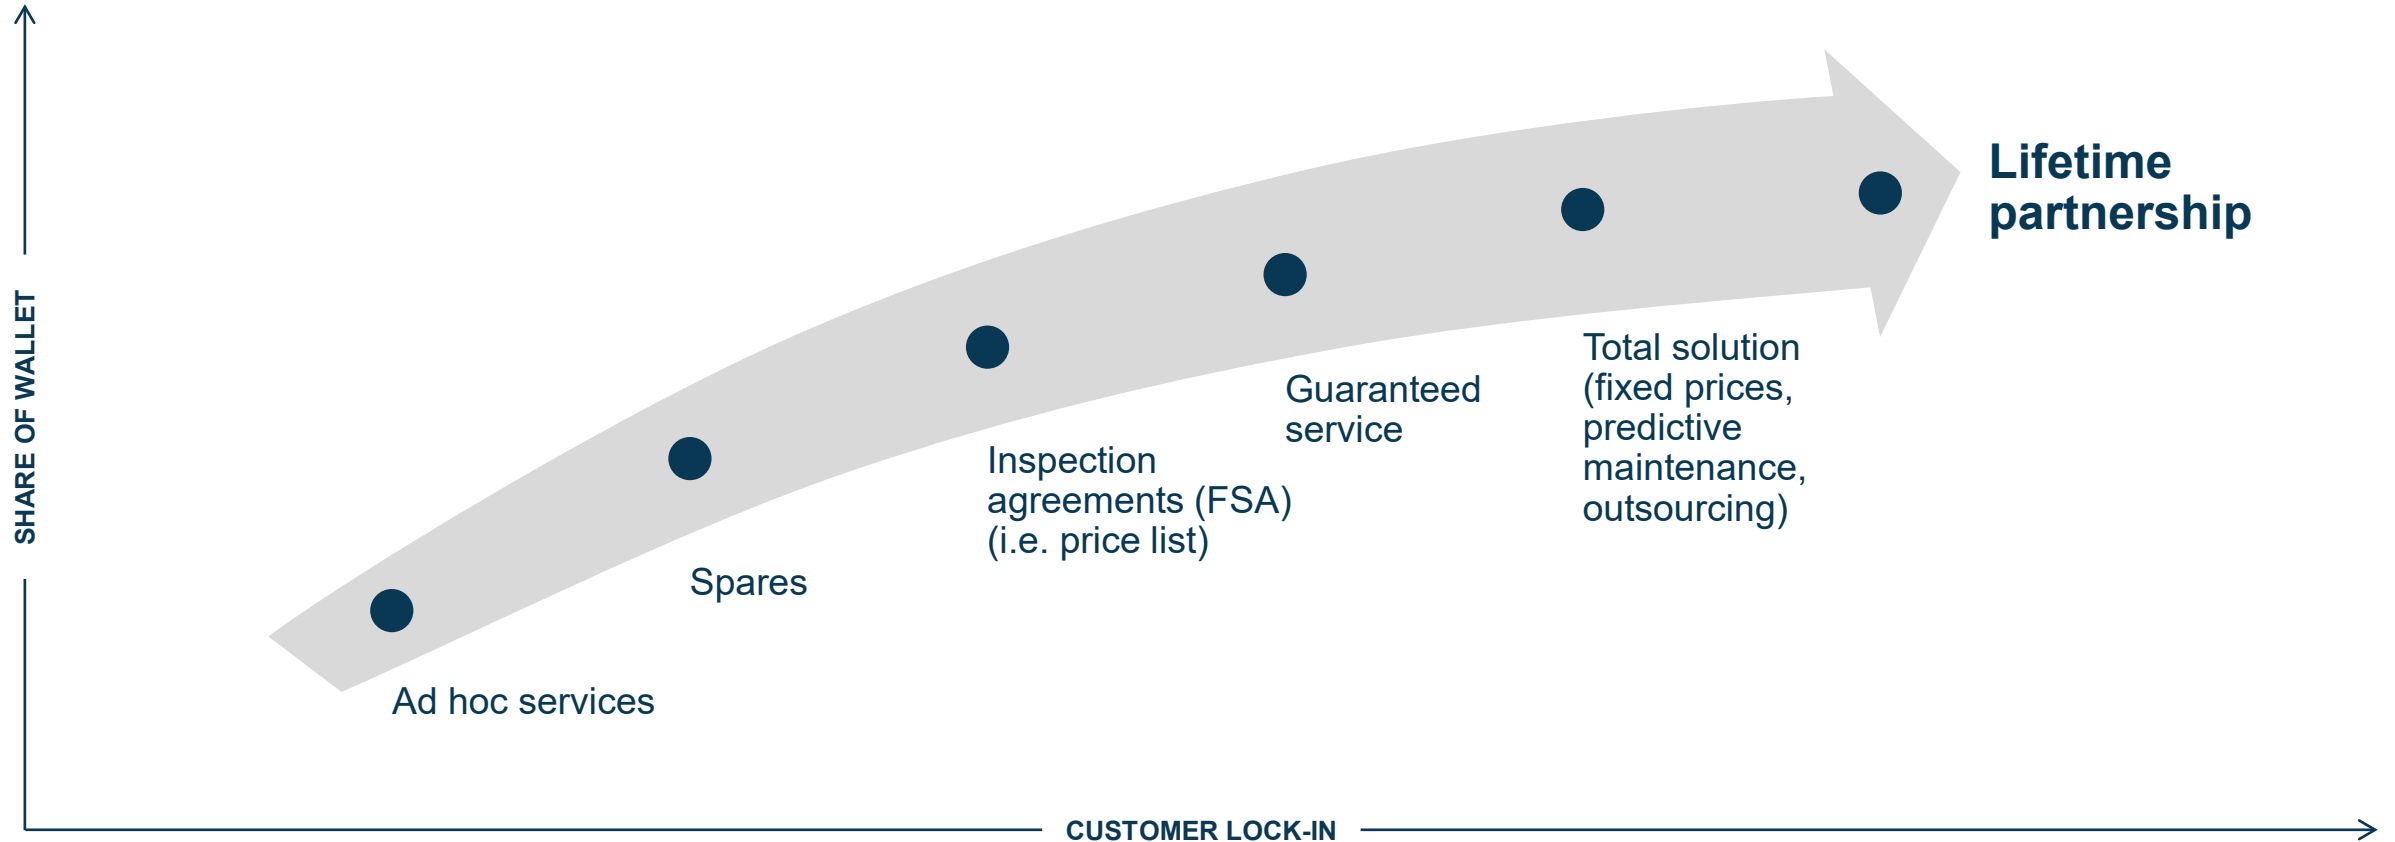 SHARE OF WALLET
Lifetime
partnership
Total solution
(fixed prices,
predictive
maintenance,
outsourcing)
Guaranteed
service
Inspection
agreements (FSA)
(i.e. price list)
Spares
Ad hoc services
CUSTOMER LOCK-IN